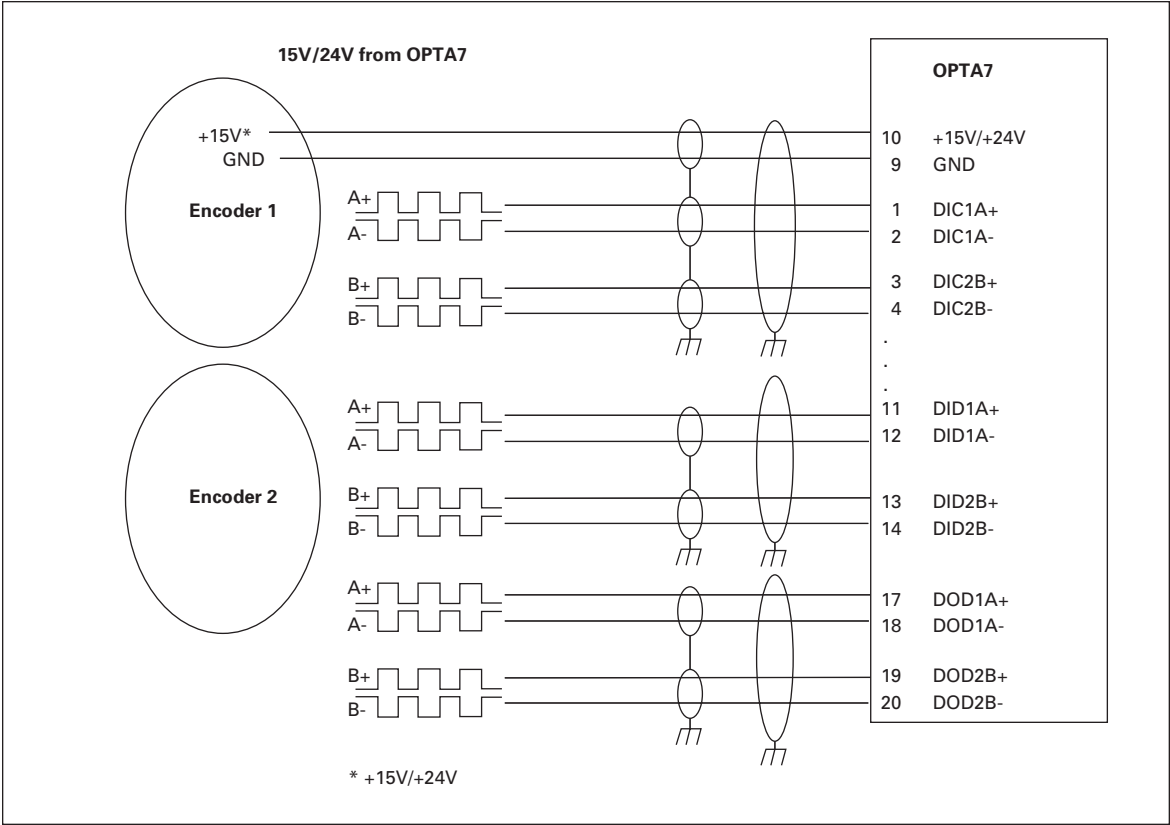 15V/24V from OPTA7
OPTA7
+15V*
10 +15V/+24V
GND
9 GND
Encoder 1
A+
1 DIC1A+
A-
2 DIC1A-
B+
3 DIC2B+
B-
4 DIC2B-
.
.
.
A+
11 DID1A+
A-
12 DID1A-
Encoder 2
B+
13 DID2B+
B-
14 DID2B-
A+
17 DOD1A+
A-
18 DOD1A-
B+
19 DOD2B+
B-
20 DOD2B-
* +15V/+24V